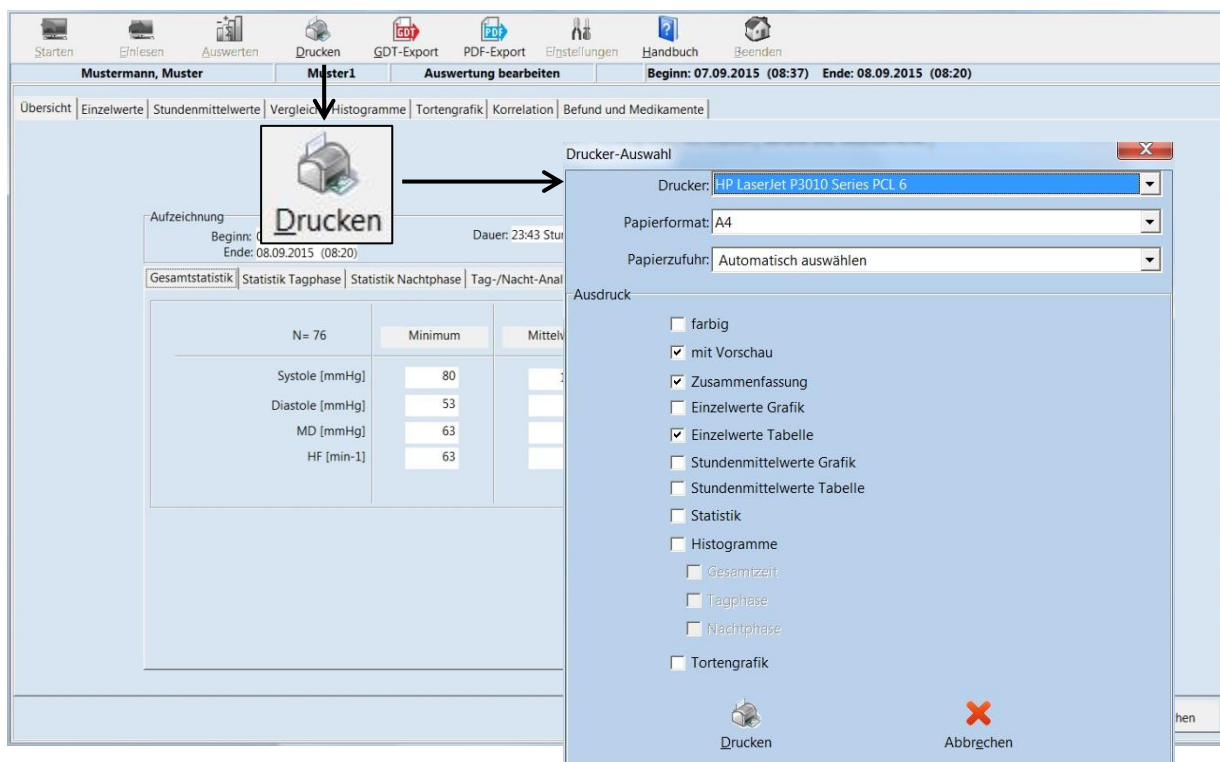 Starten Einlesen Auswerten Drucken GDT-Export PDF-Export Einstellungen Handbuch Beenden
Mustermann, Muster Muster1 Auswertung bearbeiten Beginn: 07.09.2015 (08:37) Ende: 08.09.2015 (08:20)
Übersicht Einzelwerte Stundenmittelwerte Vergleich Histogramme Tortengrafik Korrelation Befund und Medikamente
Drucken
Aufzeichnung
Beginn:
Ende: 08.09.2015 (08:20)
Dauer: 23:43
Gesamtstatistik Statistik Tagphase Statistik Nachtphase
N= 76 Minimum
Systole [mmHg] 80
Diastole [mmHg] 53
MD [mmHg] 63
HF [min-1] 63
Drucker-Auswahl
Drucker: HP LaserJet P3010 Series PCL 6
Papierformat: A4
Papierzufuhr: Automatisch auswählen
Ausdruck
farbig
mit Vorschau
Zusammenfassung
Einzelwerte Grafik
Einzelwerte Tabelle
Stundenmittelwerte Grafik
Stundenmittelwerte Tabelle
Statistik
Histogramme
Gesamtzeit
Tagphase
Nachtphase
Tortengrafik
Drucken Abbrechen